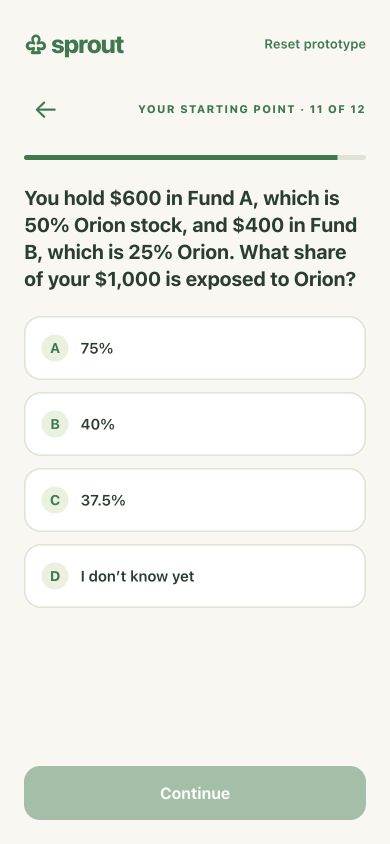 sprout
Reset prototype
YOUR STARTING POINT · 11 OF 12
You hold $600 in Fund A, which is
50% Orion stock, and $400 in Fund
B, which is 25% Orion. What share
of your $1,000 is exposed to Orion?
A 75%
B 40%
C 37.5%
D I don’t know yet
Continue